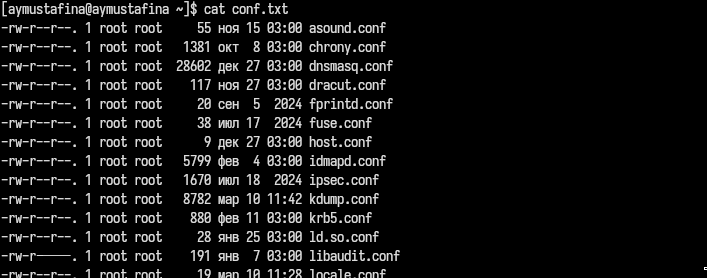 [aymustafina@aymustafina ~]$ cat conf.txt
-rw-r--r--. 1 root root    55 ноя 15 03:00 asound.conf
-rw-r--r--. 1 root root  1381 окт  8 03:00 chrony.conf
-rw-r--r--. 1 root root 28602 дек 27 03:00 dnsmasq.conf
-rw-r--r--. 1 root root   117 ноя 27 03:00 dracut.conf
-rw-r--r--. 1 root root    20 сен  5  2024 fprintd.conf
-rw-r--r--. 1 root root    38 июл 17  2024 fuse.conf
-rw-r--r--. 1 root root     9 дек 27 03:00 host.conf
-rw-r--r--. 1 root root  5799 фев  4 03:00 idmapd.conf
-rw-r--r--. 1 root root  1670 июл 18  2024 ipsec.conf
-rw-r--r--. 1 root root  8782 мар 10 11:42 kdump.conf
-rw-r--r--. 1 root root   880 фев 11 03:00 krb5.conf
-rw-r--r--. 1 root root    28 янв 25 03:00 ld.so.conf
-rw-r-----. 1 root root   191 янв  7 03:00 libaudit.conf
-rw-r--r--. 1 root root    19 мар 10 11:28 locale.conf